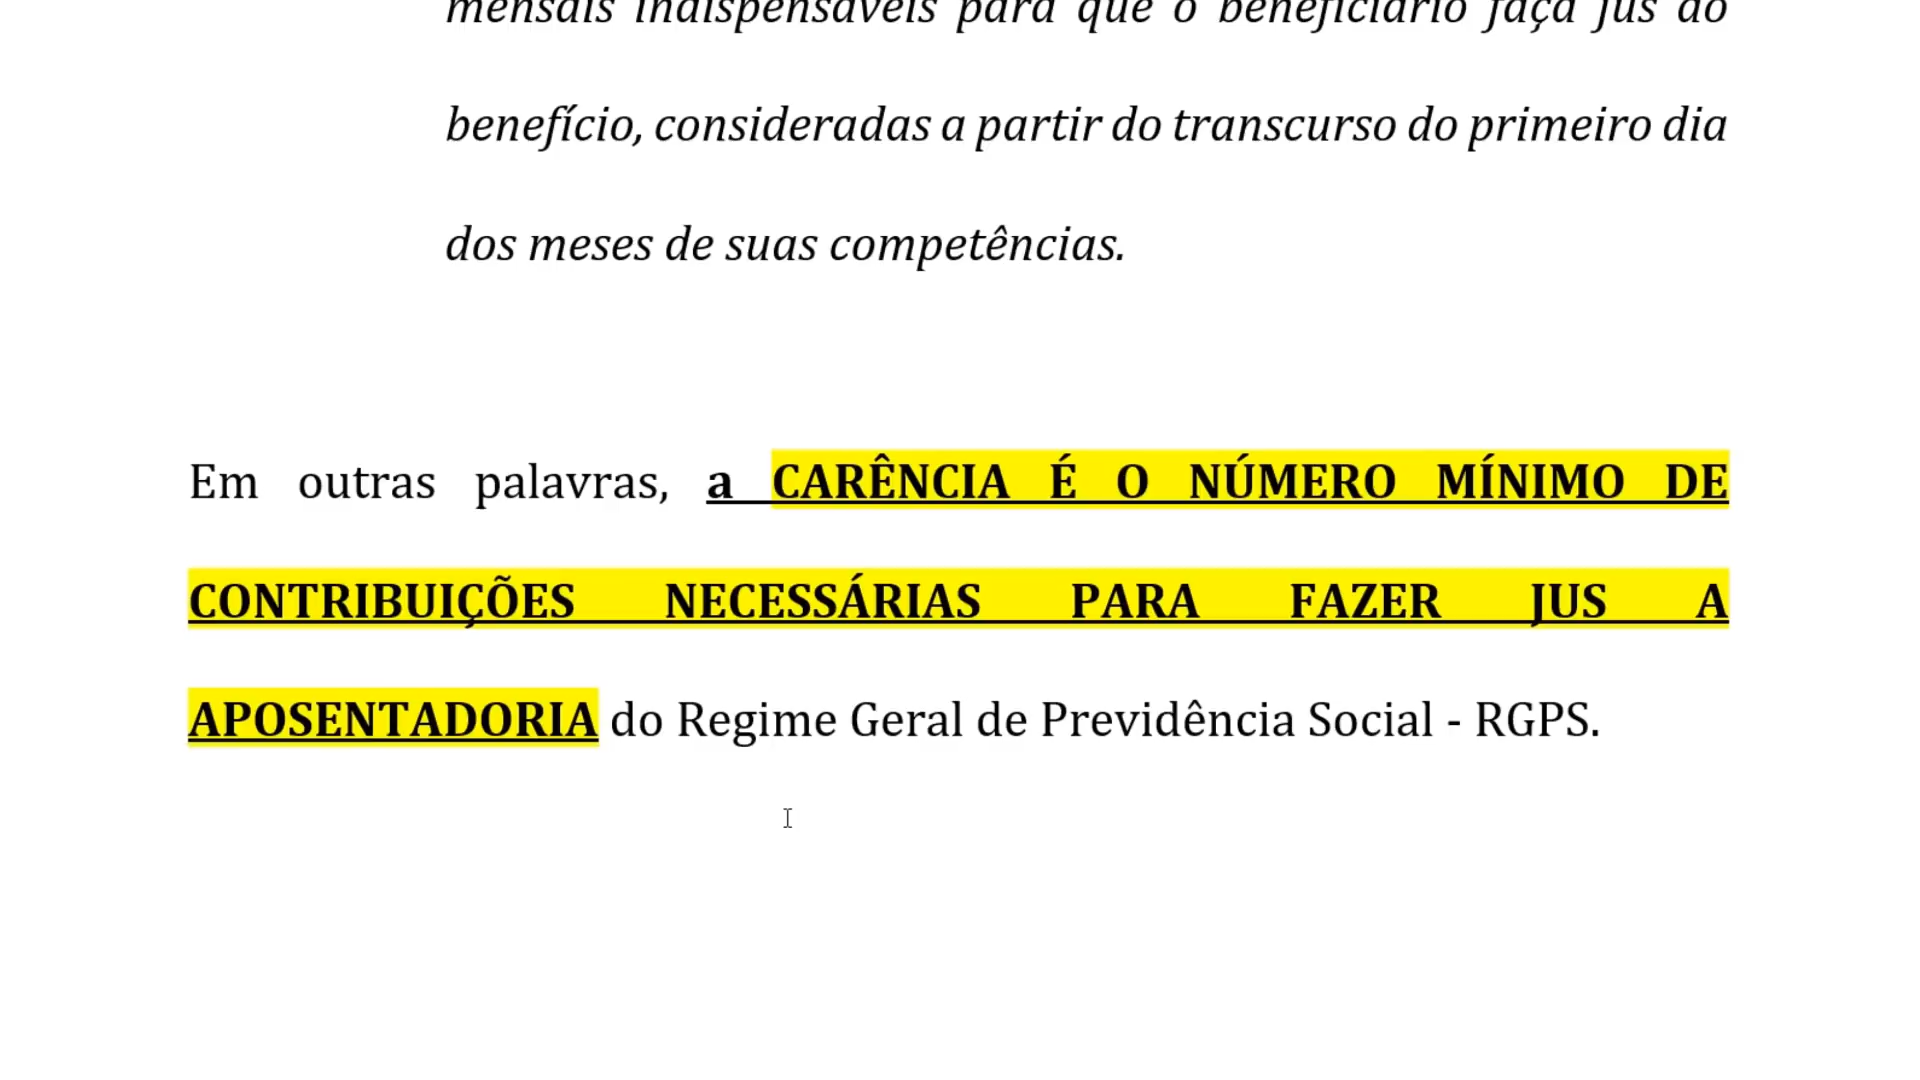 mensais indispensáveis para que o beneficiário faça jus ao
benefício, consideradas a partir do transcurso do primeiro dia
dos meses de suas competências.
Em outras palavras, a CARÊNCIA É O NÚMERO MÍNIMO DE
CONTRIBUIÇÕES NECESSÁRIAS PARA FAZER JUS A
APOSENTADORIA do Regime Geral de Previdência Social - RGPS.